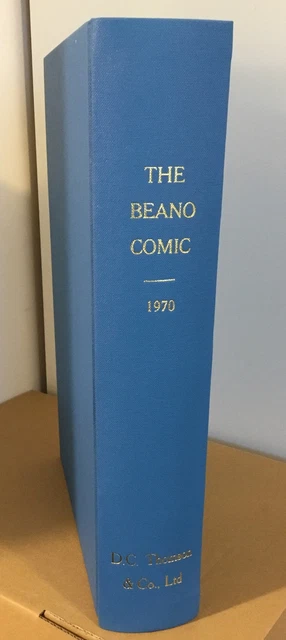 THE
BEANO
COMIC
1970
D.C. Thomson
& Co., Ltd